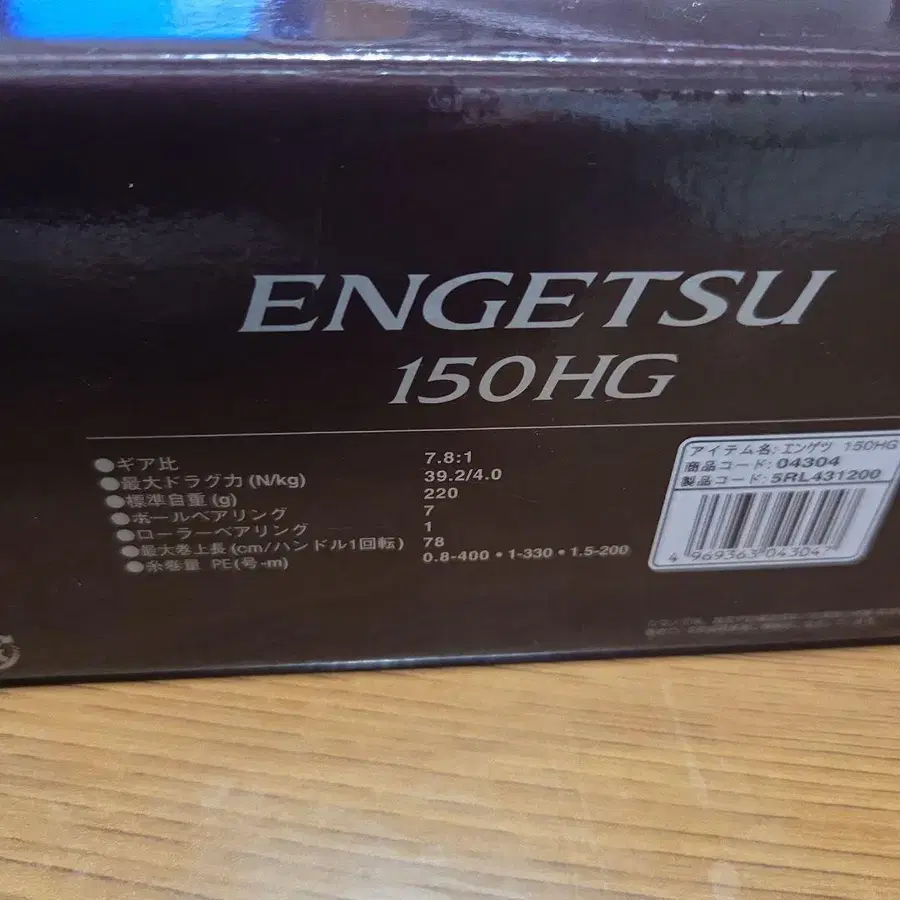 ENGETSU
150HG
●ギア比 7.8:1
●最大ドラグ力(N/kg) 39.2/4.0
●標準自重(g) 220
●ボールベアリング 7
●ローラーベアリング 1
●最大巻上長(cm/ハンドル1回転) 78
●糸巻量 PE(号-m) 0.8-400・1-330・1.5-200
アイテム名: エンゲツ 150HG
商品コード: 04304
製品コード: 5RL431200
4 969363 043047